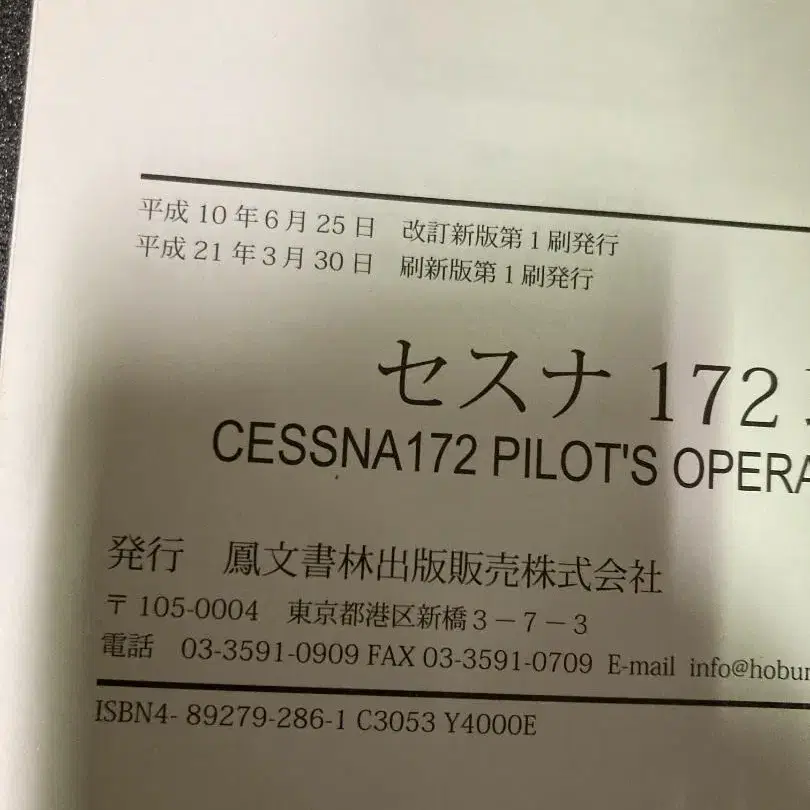 平成 10 年 6 月 25 日　改訂新版第 1 刷発行
平成 21 年 3 月 30 日　刷新版第 1 刷発行
セスナ 172
CESSNA172 PILOT'S OPERA
発行　鳳文書林出版販売株式会社
〒 105-0004　東京都港区新橋 3 － 7 － 3
電話　03-3591-0909 FAX 03-3591-0709 E-mail info@hobun
ISBN4- 89279-286-1 C3053 Y4000E